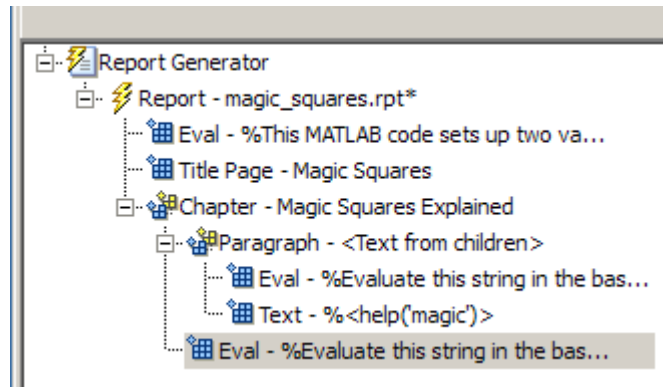 Report Generator
Report - magic_squares.rpt*
Eval - %This MATLAB code sets up two va...
Title Page - Magic Squares
Chapter - Magic Squares Explained
Paragraph - <Text from children>
Eval - %Evaluate this string in the bas...
Text - %<help('magic')>
Eval - %Evaluate this string in the bas...